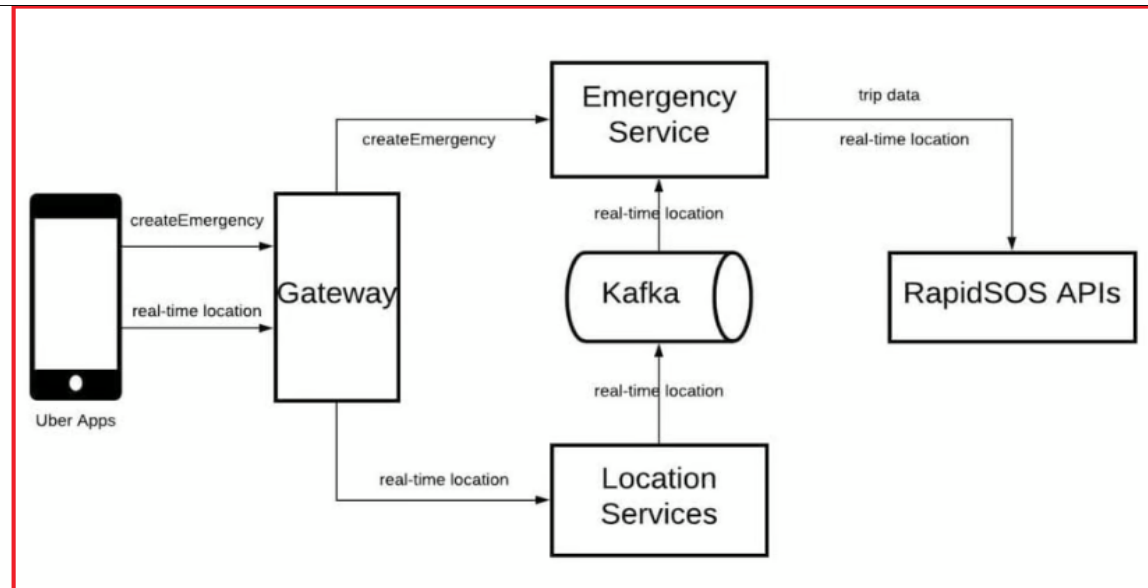 Emergency
Service
trip data
real-time location
createEmergency
createEmergency
real-time location
Gateway
real-time location
Kafka
RapidSOS APIs
real-time location
Uber Apps
real-time location
Location
Services